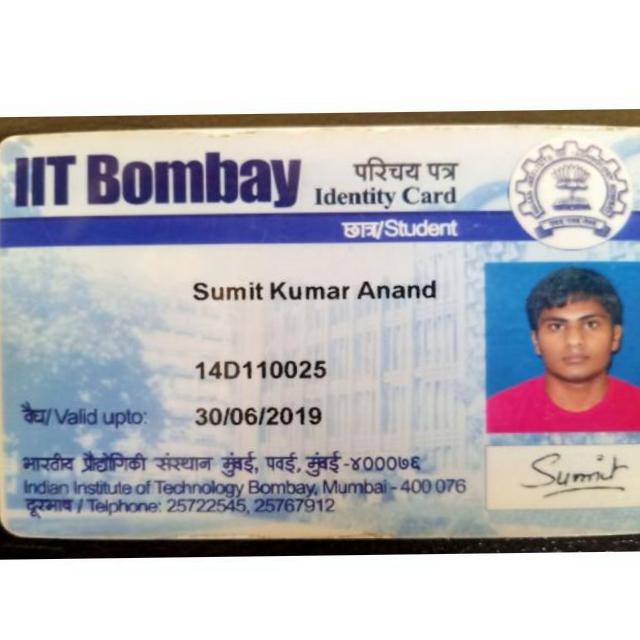 IIT Bombay
परिचय पत्र
Identity Card
छात्र/Student
Sumit Kumar Anand
14D110025
वैध/ Valid upto: 30/06/2019
भारतीय प्रौद्योगिकी संस्थान मुंबई, पवई, मुंबई -४०००७६
Indian Institute of Technology Bombay, Mumbai - 400 076
दूरभाष / Telphone: 25722545, 25767912
Sumit